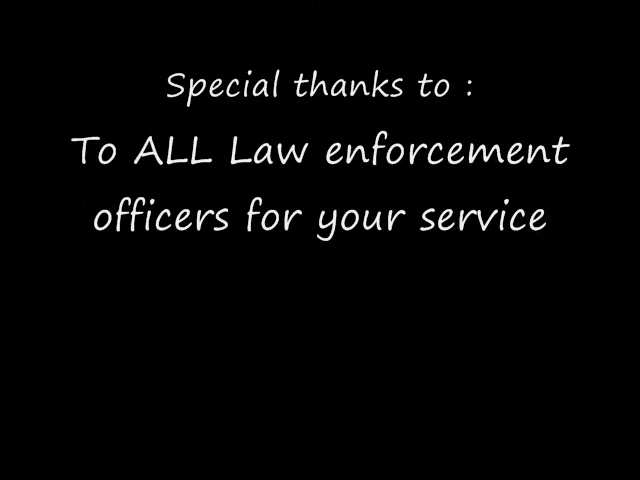 Special thanks to :
To ALL Law enforcement
officers for your service